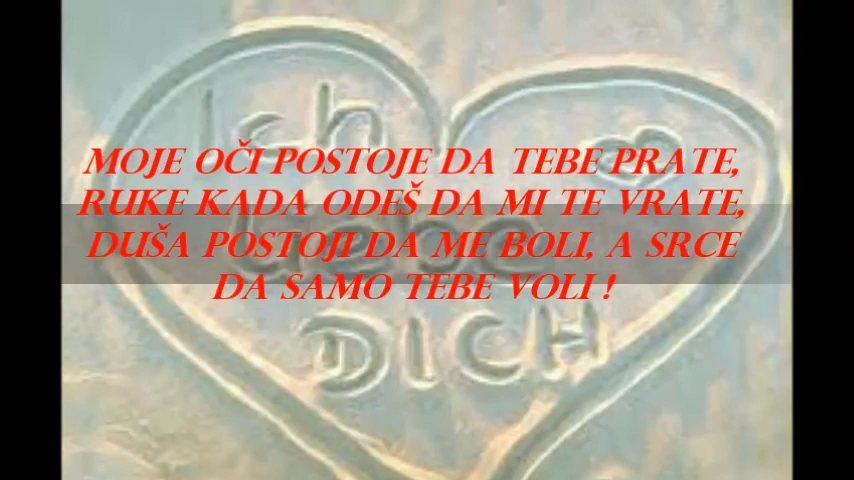 Ich
MOJE OČI POSTOJE DA TEBE PRATE,
RUKE KADA ODEŠ DA MI TE VRATE,
DUŠA POSTOJI DA ME BOLI, A SRCE
DA SAMO TEBE VOLI !
DICH